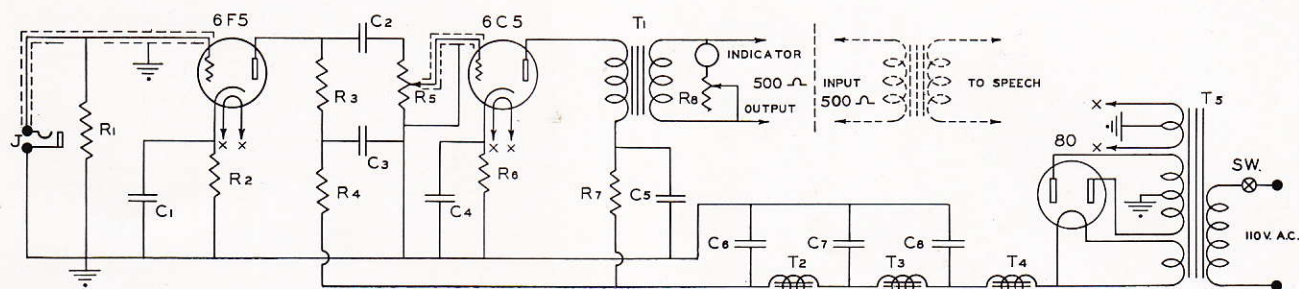 6F5
C2
6C5
T1
INDICATOR
500 Ω
INPUT
500 Ω
OUTPUT
TO SPEECH
R1
R3
R5
R8
80
T5
SW.
J
C3
R2
R4
R6
R7
C1
C4
C5
110V. A.C.
C6
C7
C8
T2
T3
T4
X X
X X
X
X